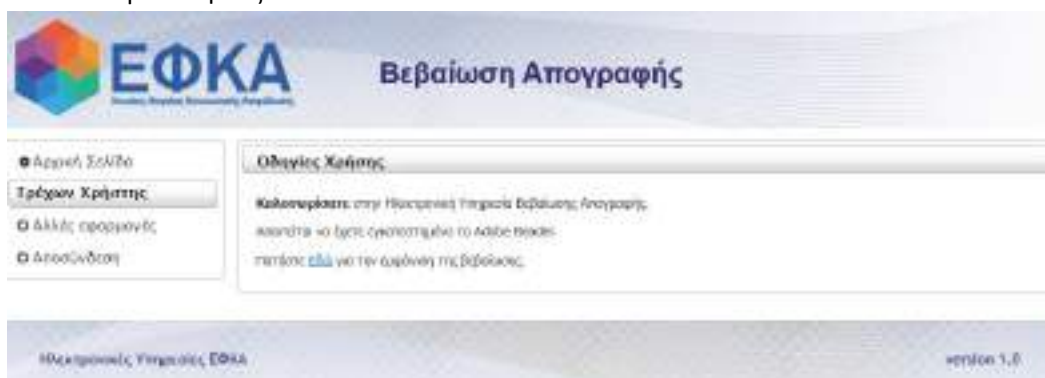 ΕΦΚΑ
Βεβαίωση Απογραφής
Αρχική Σελίδα
Τρέχων Χρήστης
Αλλές εφαρμογές
Αποσύνδεση
Οδηγίες Χρήσης
Καλωσορίσατε στην Ηλεκτρονική Υπηρεσία Βεβαίωσης Απογραφής.
Απαιτείται να έχετε εγκατεστημένο το Adobe Reader
Πατήστε εδώ για την εμφάνιση της βεβαίωσης.
Ηλεκτρονικές Υπηρεσίες ΕΦΚΑ
version 1.0